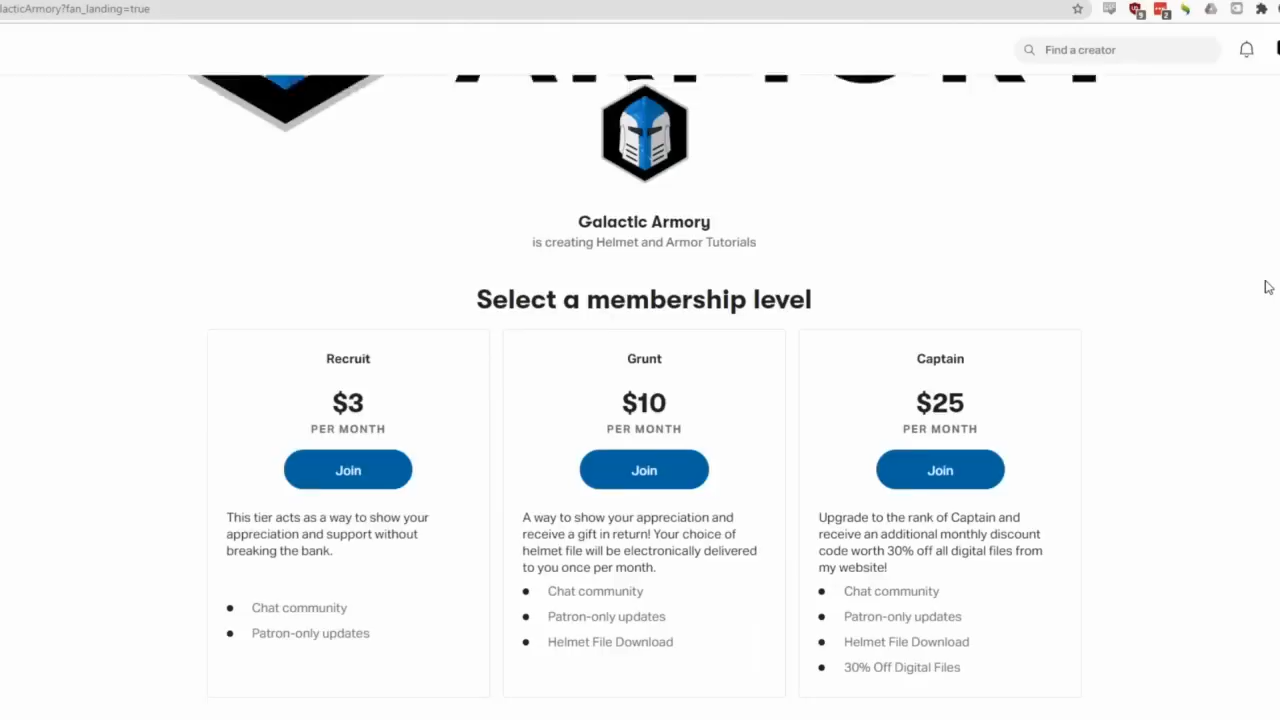 lacticArmory?fan_landing=true
5
2
Find a creator
Galactic Armory
is creating Helmet and Armor Tutorials
Select a membership level
Recruit
$3
PER MONTH
Join
This tier acts as a way to show your
appreciation and support without
breaking the bank.
Chat community
Patron-only updates
Grunt
$10
PER MONTH
Join
A way to show your appreciation and
receive a gift in return! Your choice of
helmet file will be electronically delivered
to you once per month.
Chat community
Patron-only updates
Helmet File Download
Captain
$25
PER MONTH
Join
Upgrade to the rank of Captain and
receive an additional monthly discount
code worth 30% off all digital files from
my website!
Chat community
Patron-only updates
Helmet File Download
30% Off Digital Files